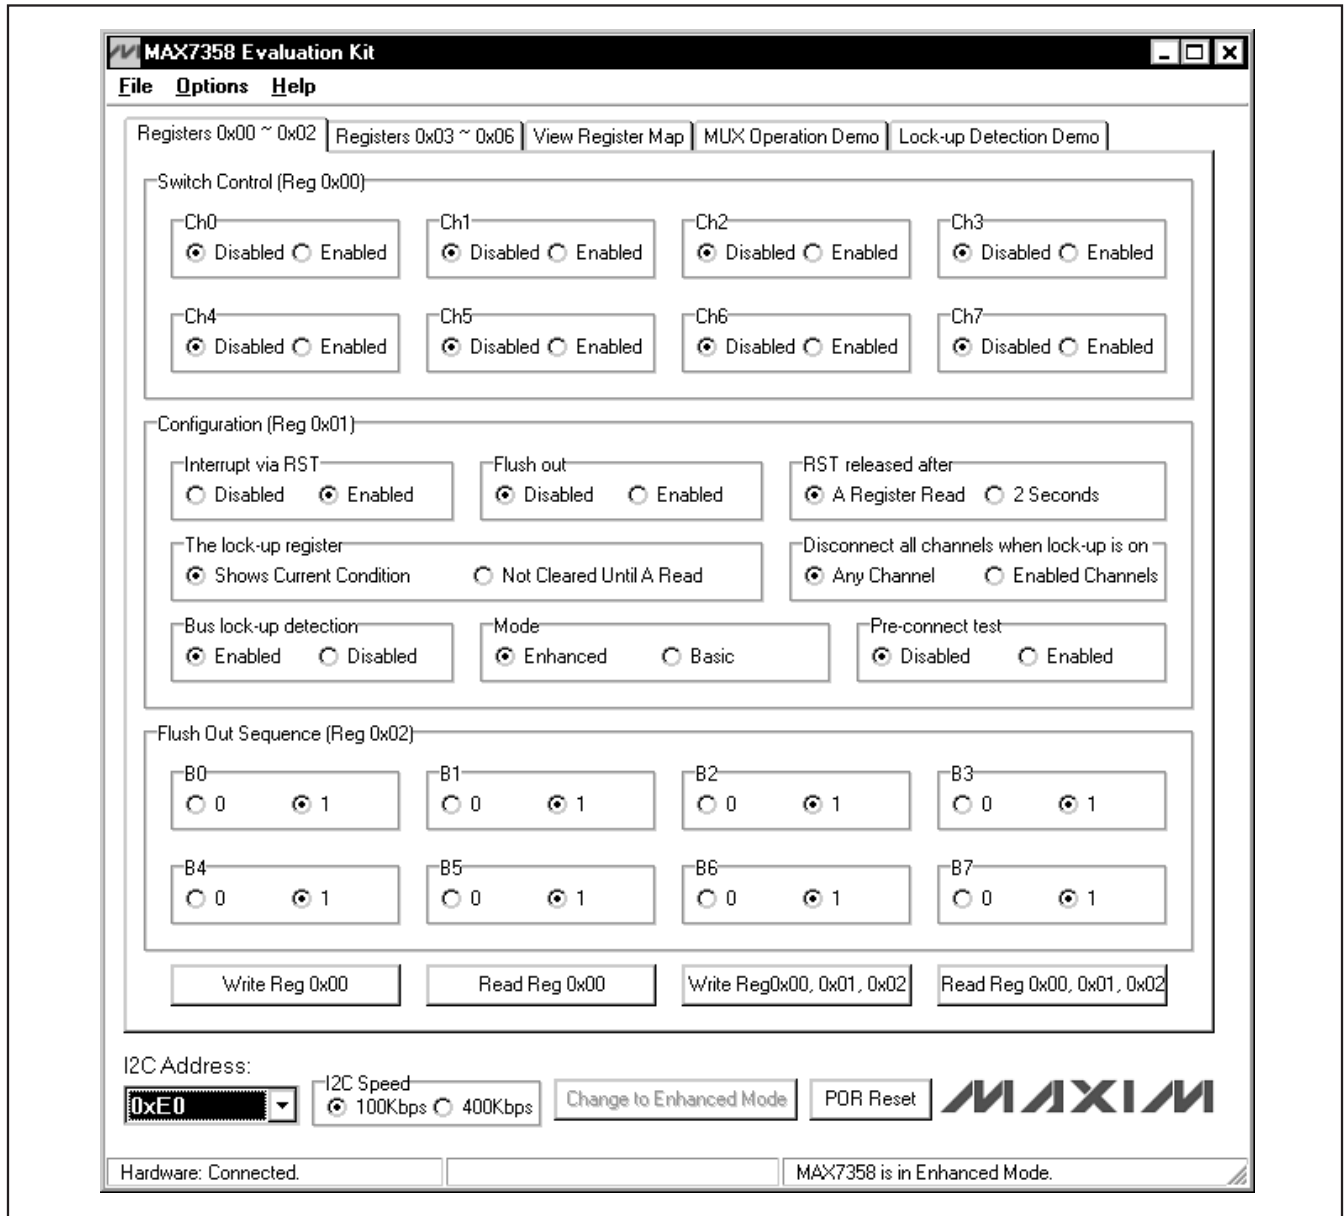 MAX7358 Evaluation Kit
File Options Help
Registers 0x00 ~ 0x02 Registers 0x03 ~ 0x06 View Register Map MUX Operation Demo Lock-up Detection Demo
Switch Control (Reg 0x00)
Ch0 Ch1 Ch2 Ch3
Disabled Enabled Disabled Enabled Disabled Enabled Disabled Enabled
Ch4 Ch5 Ch6 Ch7
Disabled Enabled Disabled Enabled Disabled Enabled Disabled Enabled
Configuration (Reg 0x01)
Interrupt via RST Flush out RST released after
Disabled Enabled Disabled Enabled A Register Read 2 Seconds
The lock-up register Disconnect all channels when lock-up is on
Shows Current Condition Not Cleared Until A Read Any Channel Enabled Channels
Bus lock-up detection Mode Pre-connect test
Enabled Disabled Enhanced Basic Disabled Enabled
Flush Out Sequence (Reg 0x02)
B0 B1 B2 B3
0 1 0 1 0 1 0 1
B4 B5 B6 B7
0 1 0 1 0 1 0 1
Write Reg 0x00 Read Reg 0x00 Write Reg0x00, 0x01, 0x02 Read Reg 0x00, 0x01, 0x02
I2C Address:
0xE0 I2C Speed
100Kbps 400Kbps Change to Enhanced Mode POR Reset MAXIM
Hardware: Connected. MAX7358 is in Enhanced Mode.